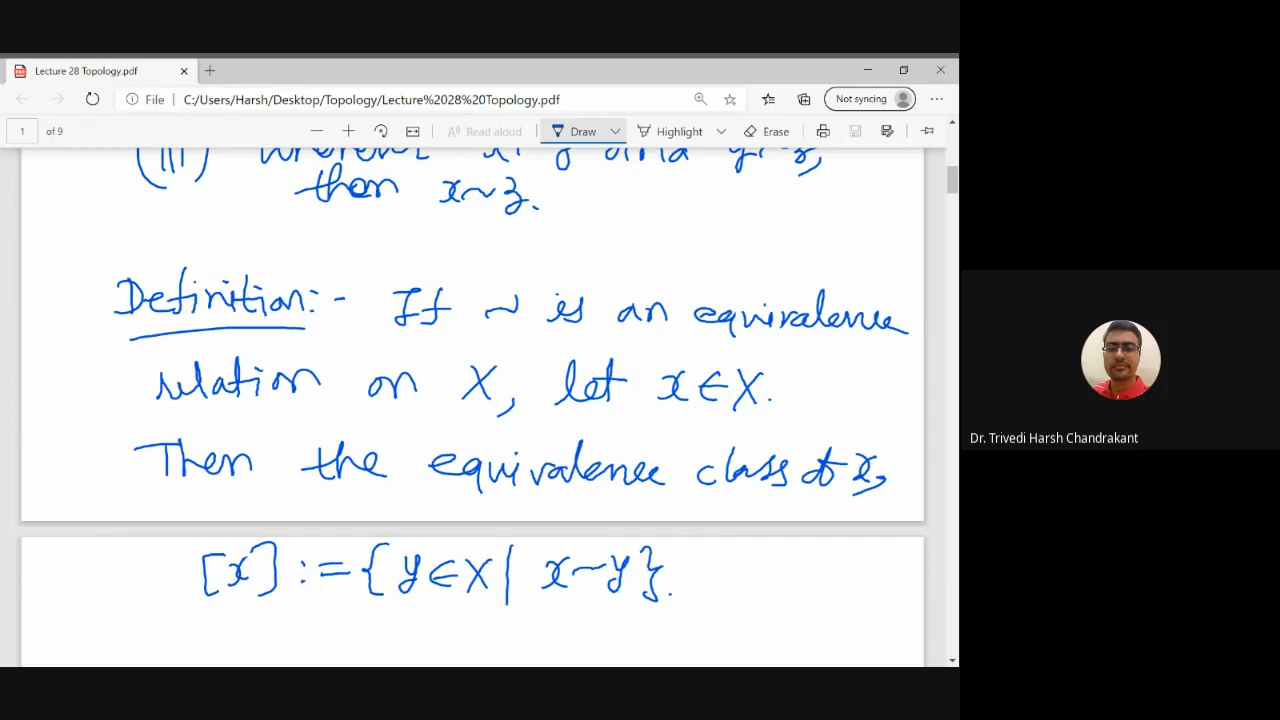 Lecture 28 Topology.pdf
File C:/Users/Harsh/Desktop/Topology/Lecture%2028%20Topology.pdf
Not syncing
1 of 9
Read aloud Draw Highlight Erase
(III)
then x~z.
Definition:- If ~ is an equivalence
relation on X, let x∈X.
Then the equivalence class of x,
[x] := {y∈X | x~y}.
Dr. Trivedi Harsh Chandrakant